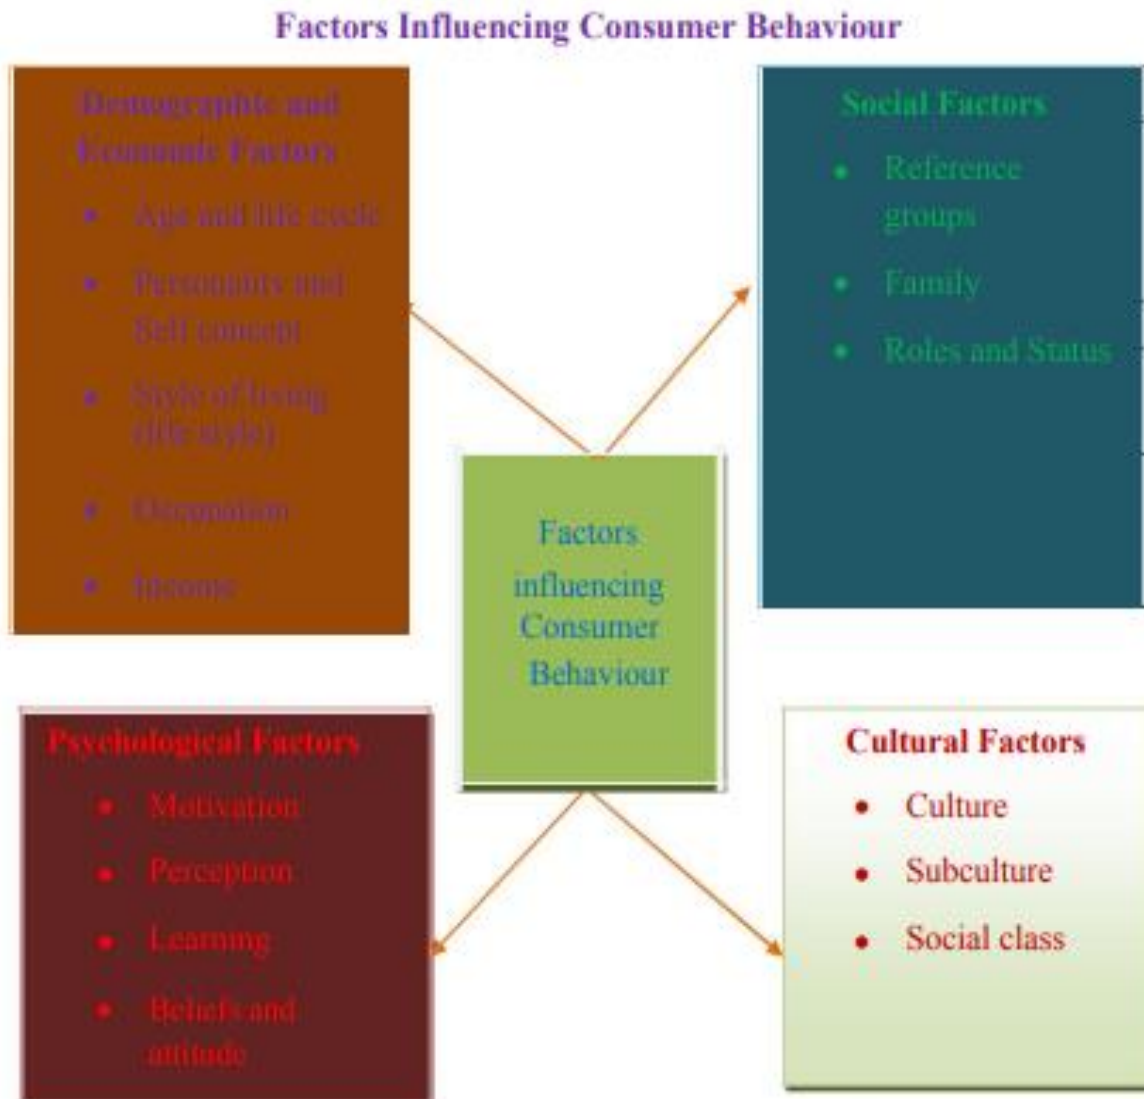 Factors Influencing Consumer Behaviour
Demographic and
Economic Factors
• Age and life cycle
• Personality and
Self concept
• Style of living
(life style)
• Occupation
• Income
Social Factors
• Reference
groups
• Family
• Roles and Status
Factors
influencing
Consumer
Behaviour
Psychological Factors
• Motivation
• Perception
• Learning
• Beliefs and
attitude
Cultural Factors
• Culture
• Subculture
• Social class